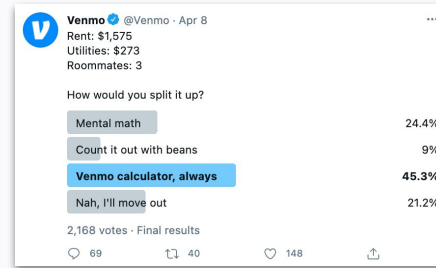 Venmo @Venmo · Apr 8
Rent: $1,575
Utilities: $273
Roommates: 3
How would you split it up?
Mental math 24.4%
Count it out with beans 9%
Venmo calculator, always 45.3%
Nah, I'll move out 21.2%
2,168 votes · Final results
69 40 148